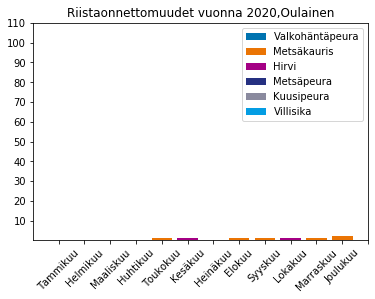 Riistaonnettomuudet vuonna 2020,Oulainen
110
100
90
80
70
60
50
40
30
20
10
Valkohäntäpeura
Metsäkauris
Hirvi
Metsäpeura
Kuusipeura
Villisika
Tammikuu
Helmikuu
Maaliskuu
Huhtikuu
Toukokuu
Kesäkuu
Heinäkuu
Elokuu
Syyskuu
Lokakuu
Marraskuu
Joulukuu